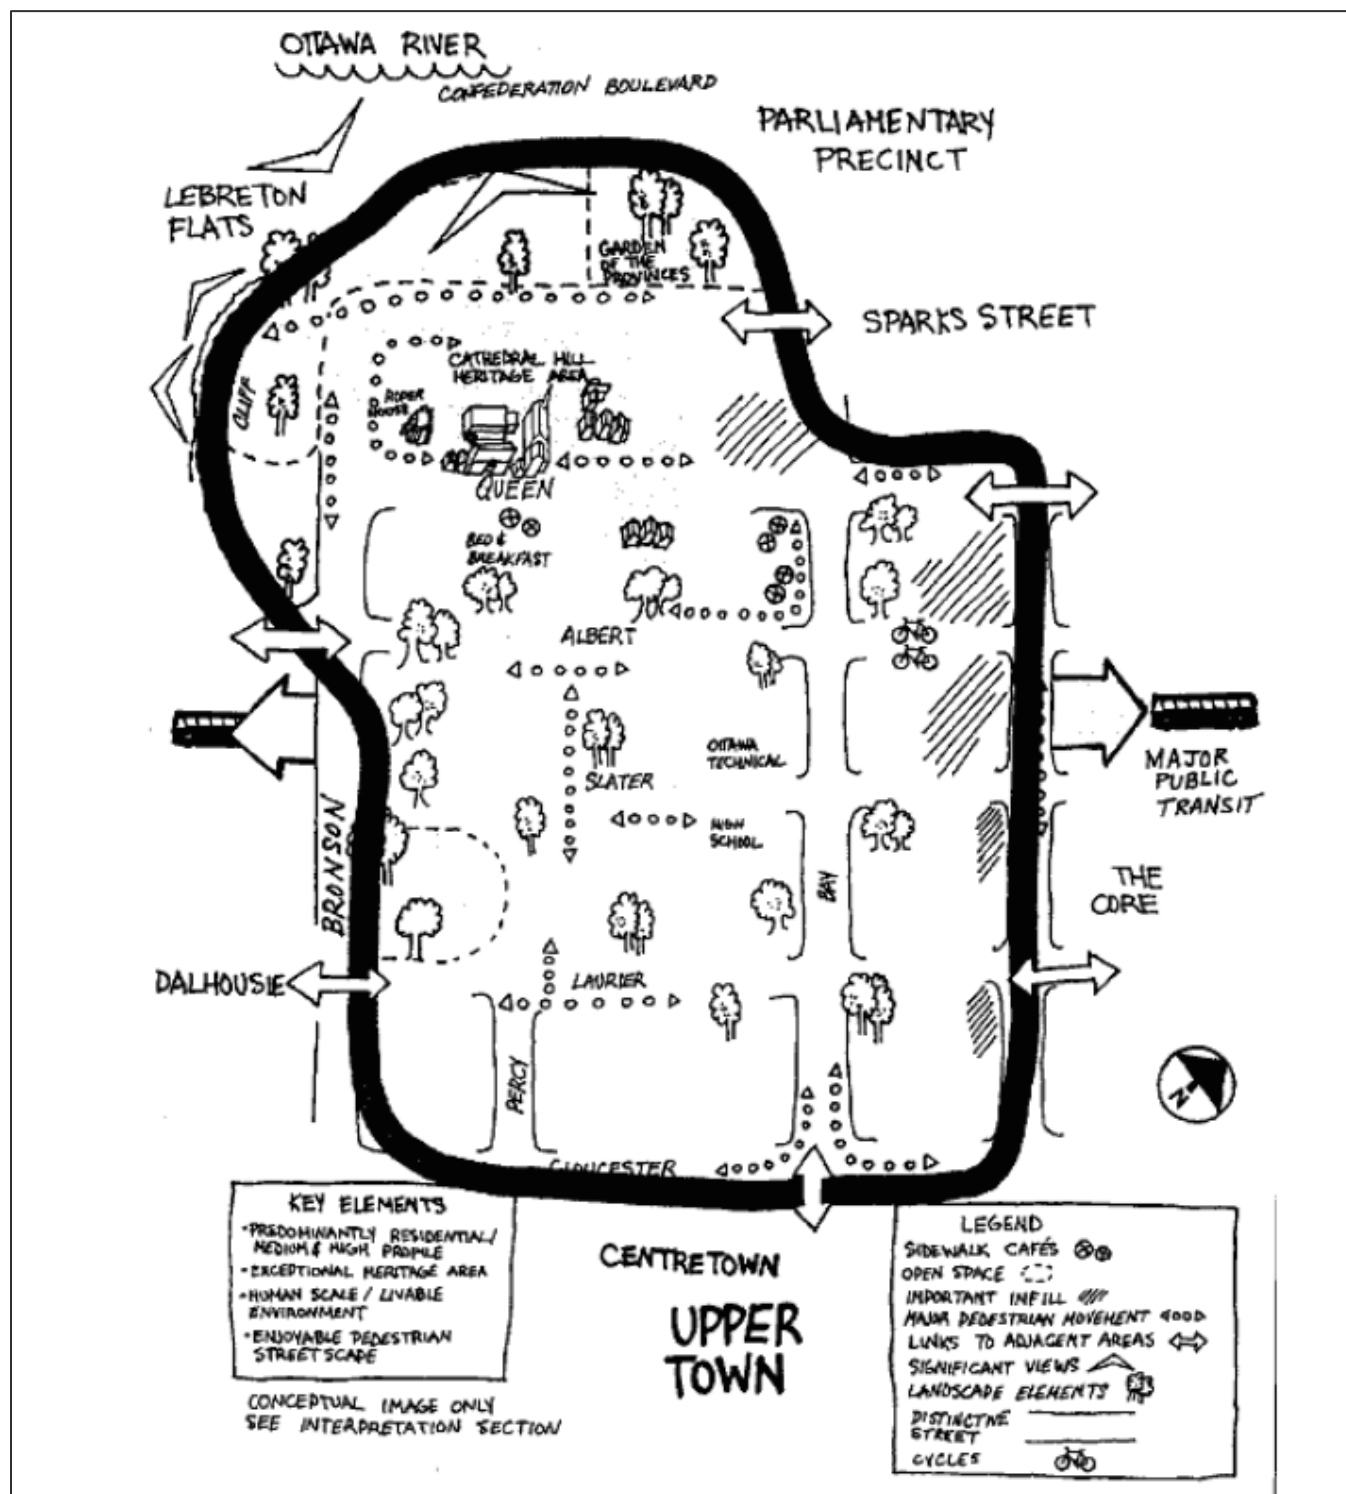 OTTAWA RIVER
CONFEDERATION BOULEVARD
PARLIAMENTARY
PRECINCT
LEBRETON
FLATS
GARDEN
OF THE
PROVINCES
SPARKS STREET
CATHEDRAL HILL
HERITAGE AREA
CLIFF
RODER
HOUSE
QUEEN
BED &
BREAKFAST
ALBERT
OTTAWA
TECHNICAL
SLATER
MAJOR
PUBLIC
TRANSIT
HIGH
SCHOOL
BRONSON
BAY
THE
CORE
DALHOUSIE
LAURIER
PERCY
N
GLOUCESTER
KEY ELEMENTS
•PREDOMINANTLY RESIDENTIAL/
MEDIUM & HIGH PROFILE
•EXCEPTIONAL HERITAGE AREA
•HUMAN SCALE / LIVABLE
ENVIRONMENT
•ENJOYABLE PEDESTRIAN
STREETSCAPE
CONCEPTUAL IMAGE ONLY
SEE INTERPRETATION SECTION
CENTRETOWN
UPPER
TOWN
LEGEND
SIDEWALK CAFÉS
OPEN SPACE
IMPORTANT INFILL
MAJOR PEDESTRIAN MOVEMENT
LINKS TO ADJACENT AREAS
SIGNIFICANT VIEWS
LANDSCAPE ELEMENTS
DISTINCTIVE
STREET
CYCLES